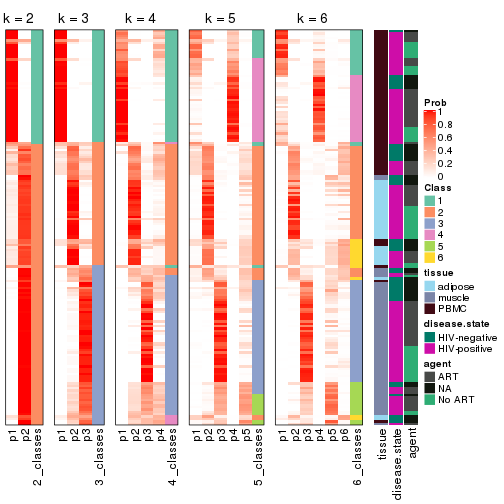 k = 2 k = 3 k = 4 k = 5 k = 6
Prob
1
0.8
0.6
0.4
0.2
0
Class
1
2
3
4
5
6
tissue
adipose
muscle
PBMC
disease.state
HIV-negative
HIV-positive
agent
ART
NA
No ART
p1 p2 2_classes p1 p2 p3 3_classes p1 p2 p3 p4 4_classes p1 p2 p3 p4 p5 5_classes p1 p2 p3 p4 p5 p6 6_classes tissue disease.state agent